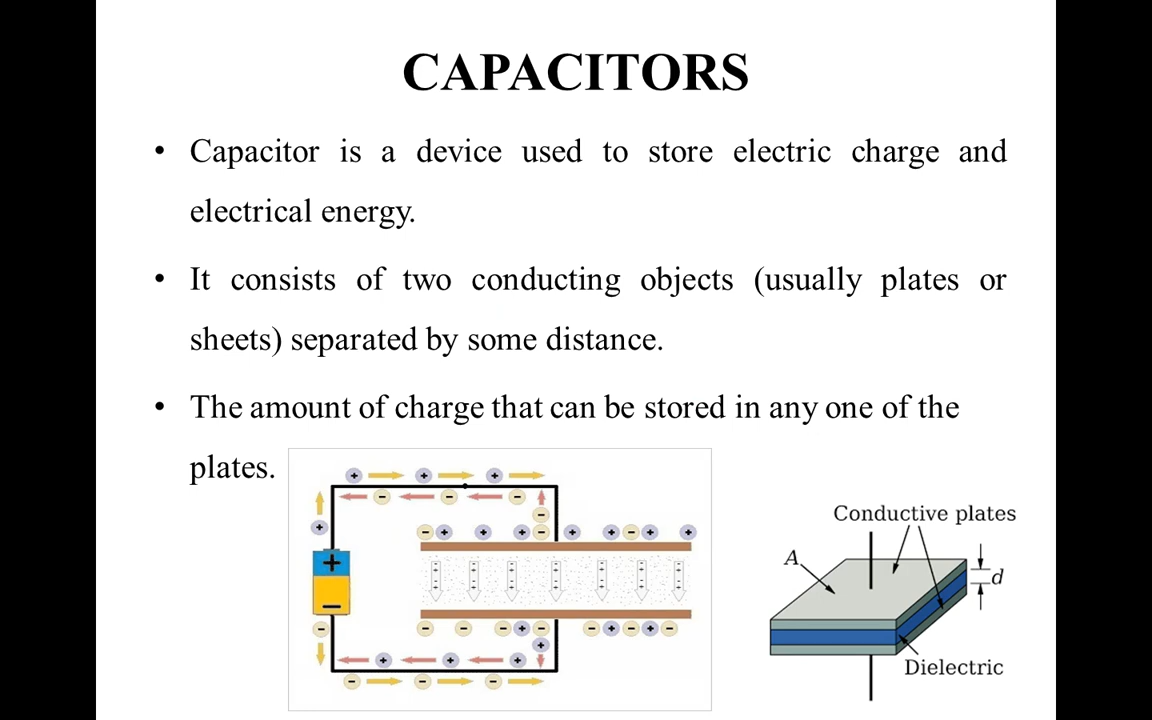 CAPACITORS
• Capacitor is a device used to store electric charge and
electrical energy.
• It consists of two conducting objects (usually plates or
sheets) separated by some distance.
• The amount of charge that can be stored in any one of the
plates.
Conductive plates
A
d
Dielectric